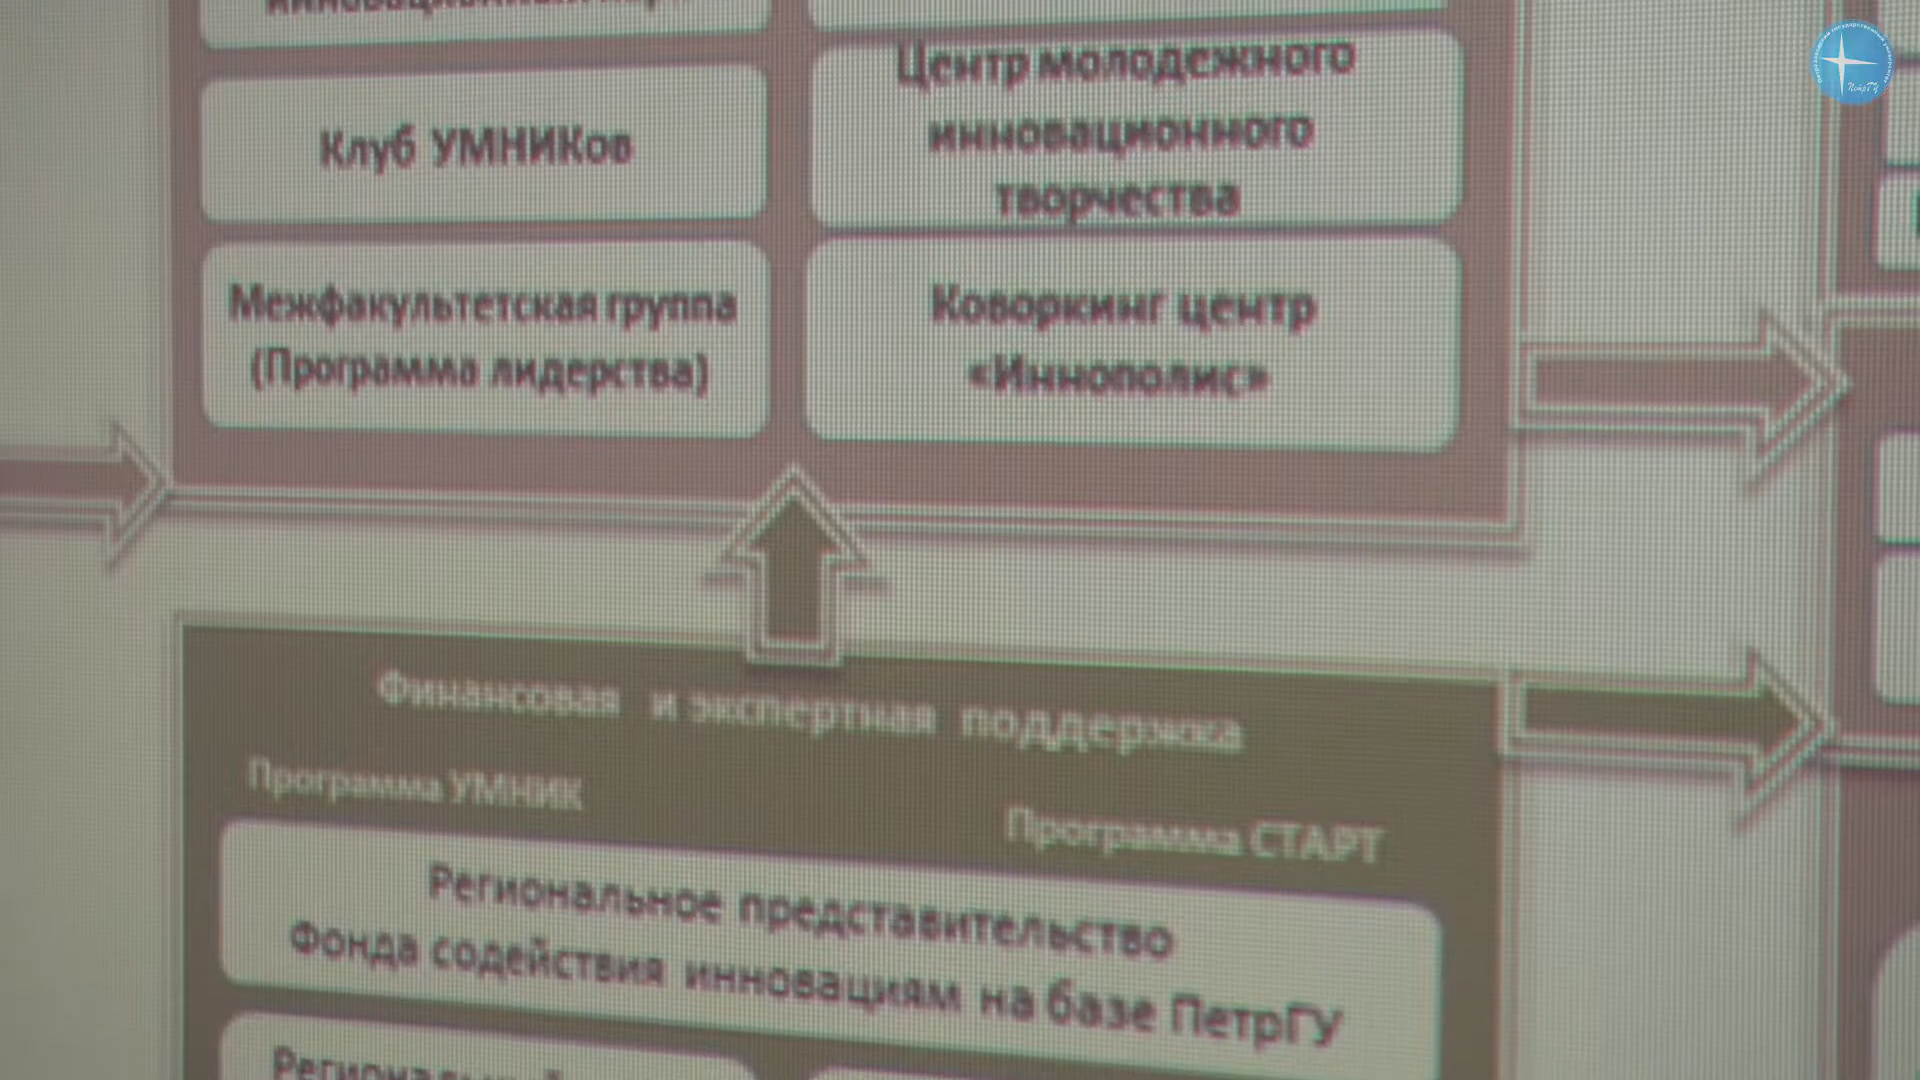 Клуб УМНИКов
Центр молодежного
инновационного
творчества
Межфакультетская группа
(Программа лидерства)
Коворкинг центр
«Иннополис»
Финансовая и экспертная поддержка
Программа УМНИК
Программа СТАРТ
Региональное представительство
Фонда содействия инновациям на базе ПетрГУ
ПетрГУ